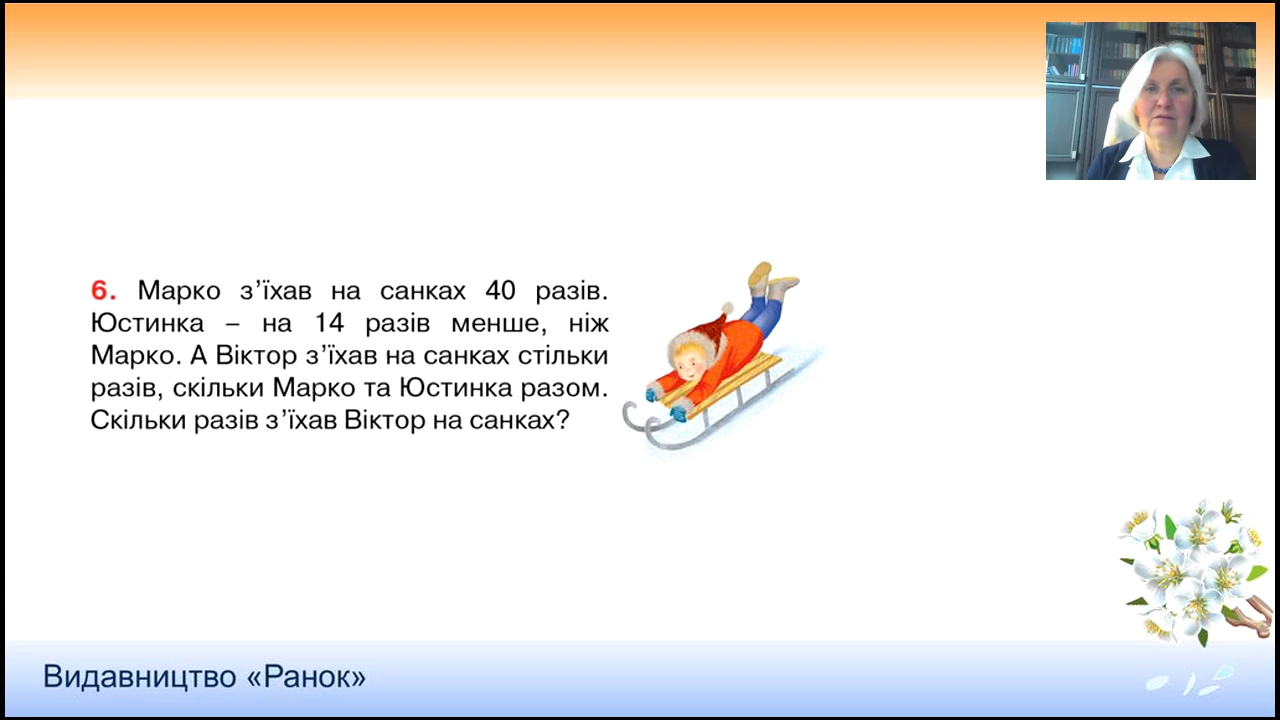 6. Марко з’їхав на санках 40 разів.
Юстинка – на 14 разів менше, ніж
Марко. А Віктор з’їхав на санках стільки
разів, скільки Марко та Юстинка разом.
Скільки разів з’їхав Віктор на санках?
Видавництво «Ранок»